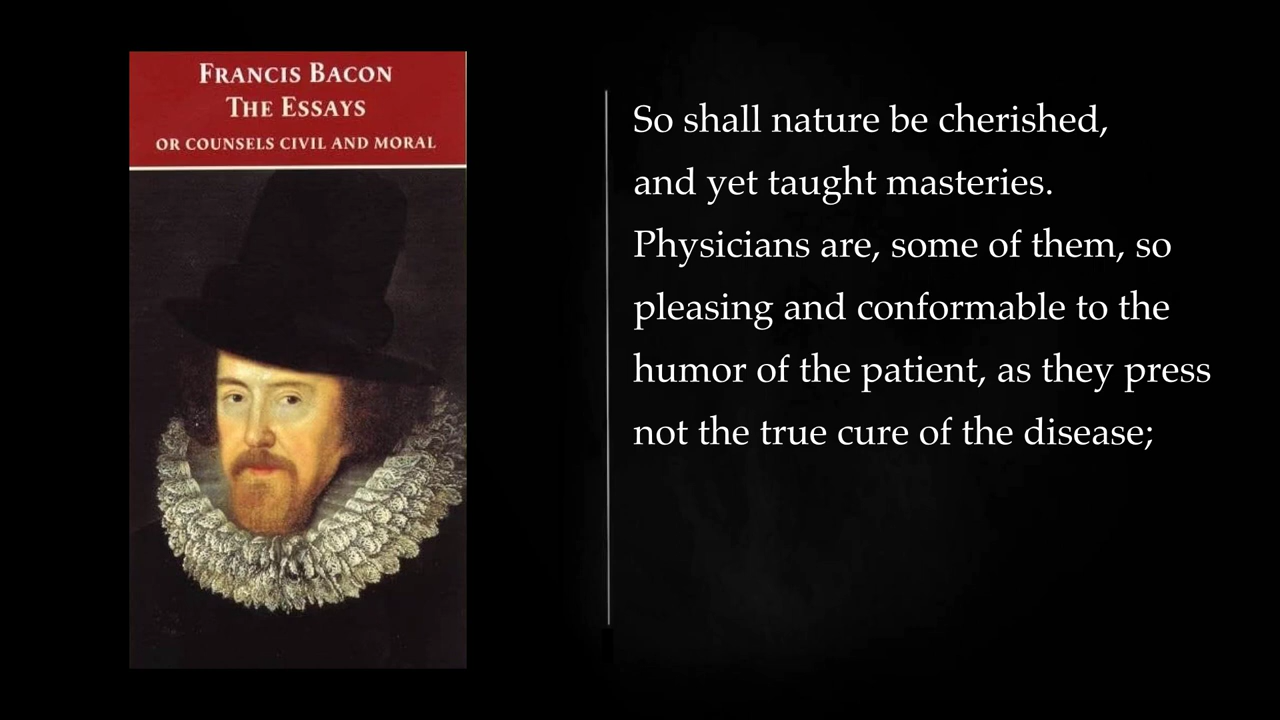 FRANCIS BACON
THE ESSAYS
OR COUNSELS CIVIL AND MORAL
So shall nature be cherished,
and yet taught masteries.
Physicians are, some of them, so
pleasing and conformable to the
humor of the patient, as they press
not the true cure of the disease;